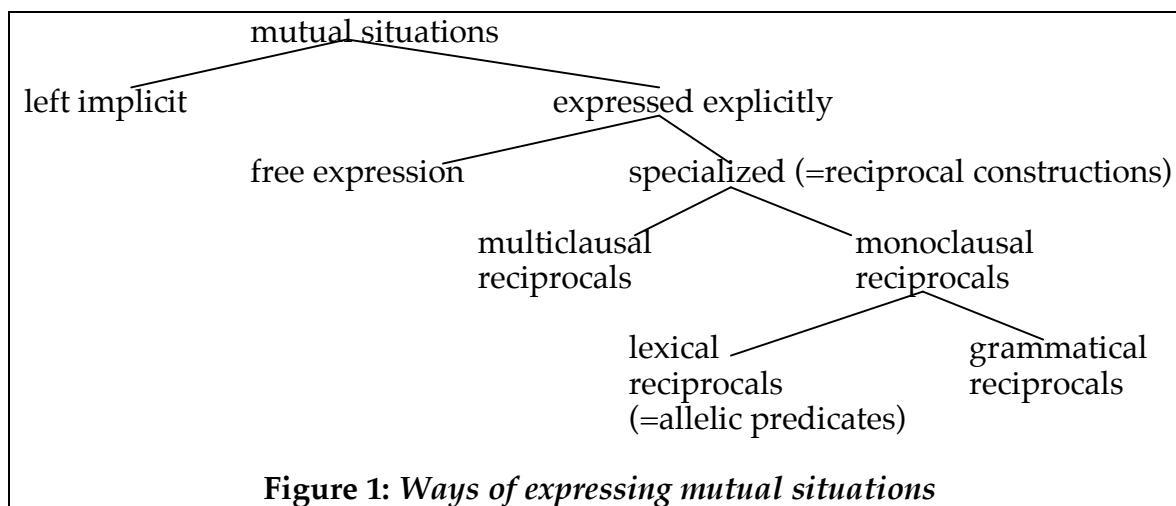 mutual situations
left implicit expressed explicitly
free expression specialized (=reciprocal constructions)
multiclausal monoclausal
reciprocals reciprocals
lexical grammatical
reciprocals reciprocals
(=allelic predicates)
Figure 1: Ways of expressing mutual situations